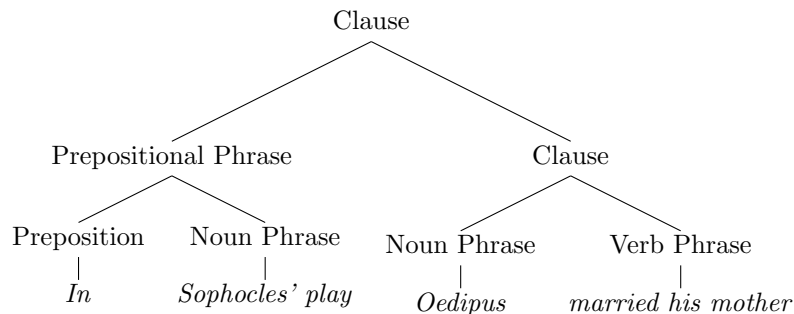 Clause
Prepositional Phrase Clause
Preposition Noun Phrase Noun Phrase Verb Phrase
In Sophocles’ play Oedipus married his mother